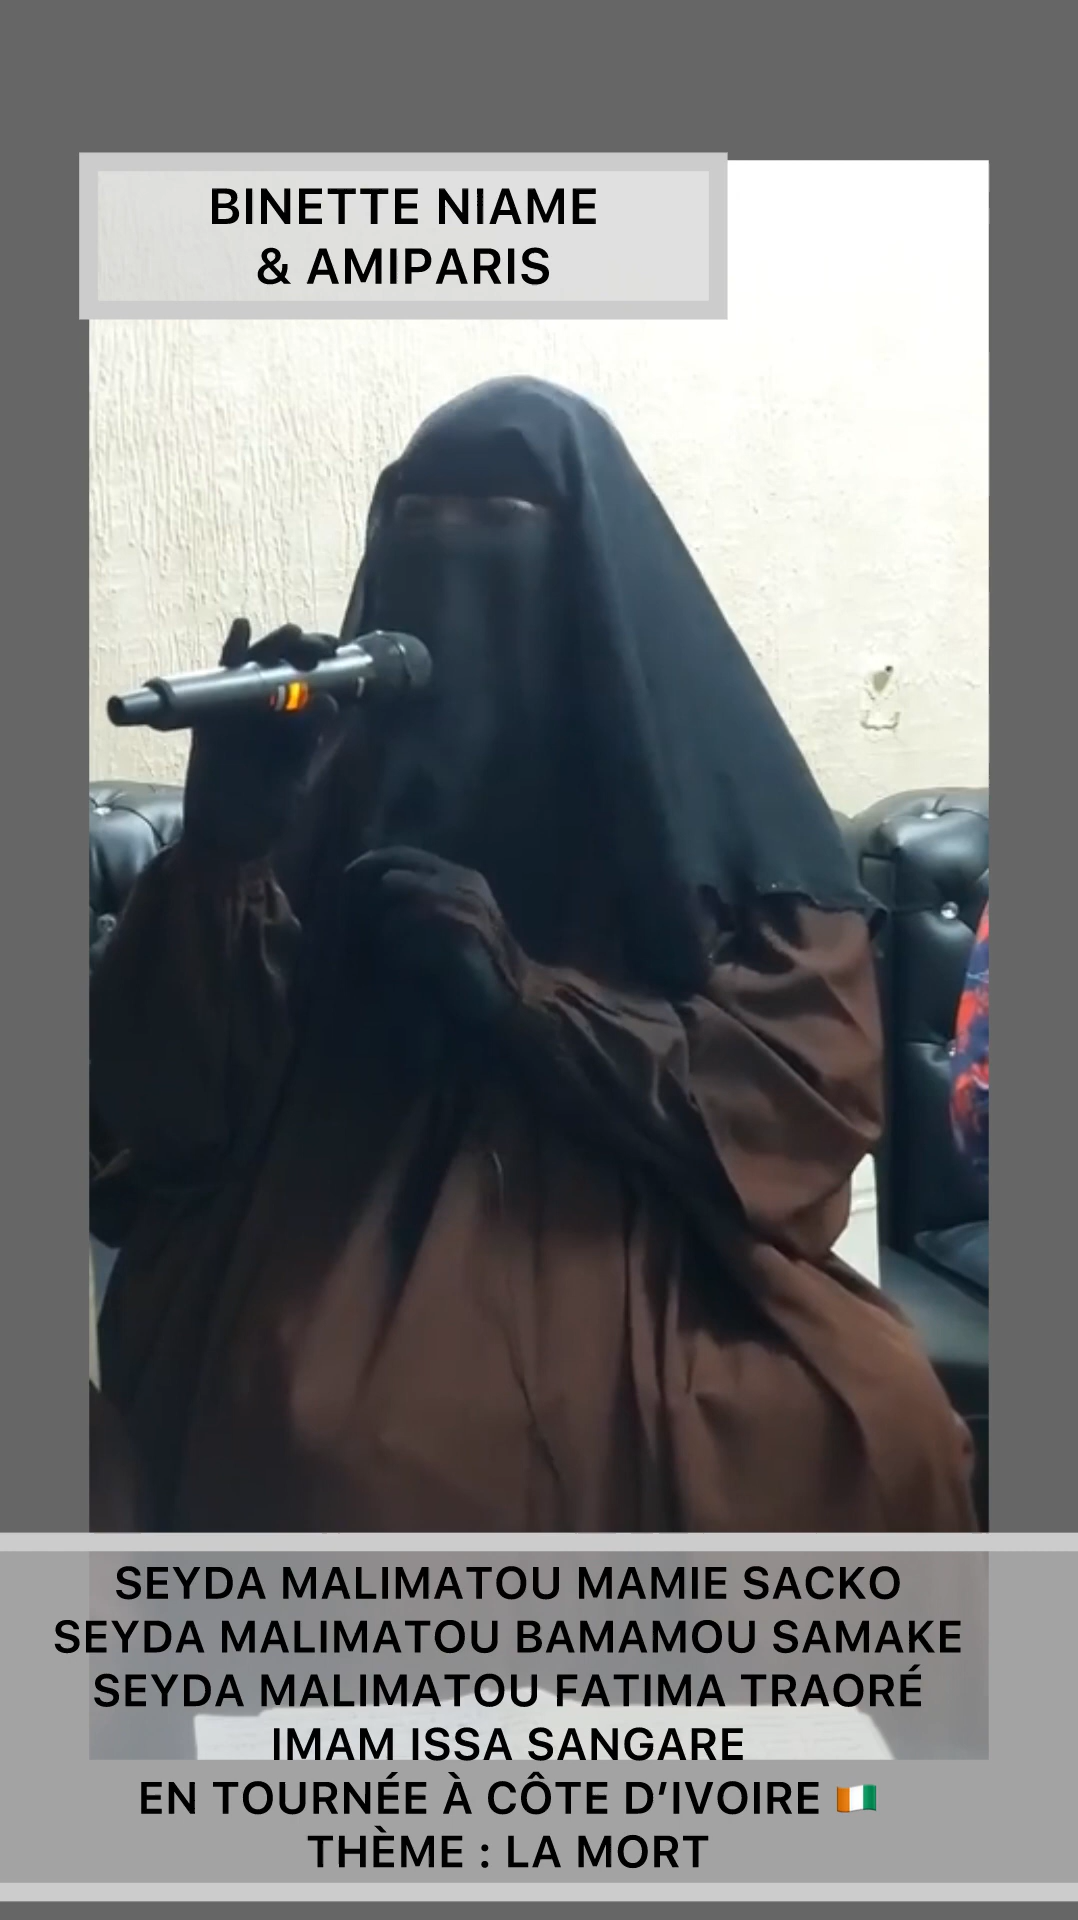 BINETTE NIAME
& AMIPARIS
SEYDA MALIMATOU MAMIE SACKO
SEYDA MALIMATOU BAMAMOU SAMAKE
SEYDA MALIMATOU FATIMA TRAORÉ
IMAM ISSA SANGARE
EN TOURNÉE À CÔTE D’IVOIRE 🇨🇮
THÈME : LA MORT